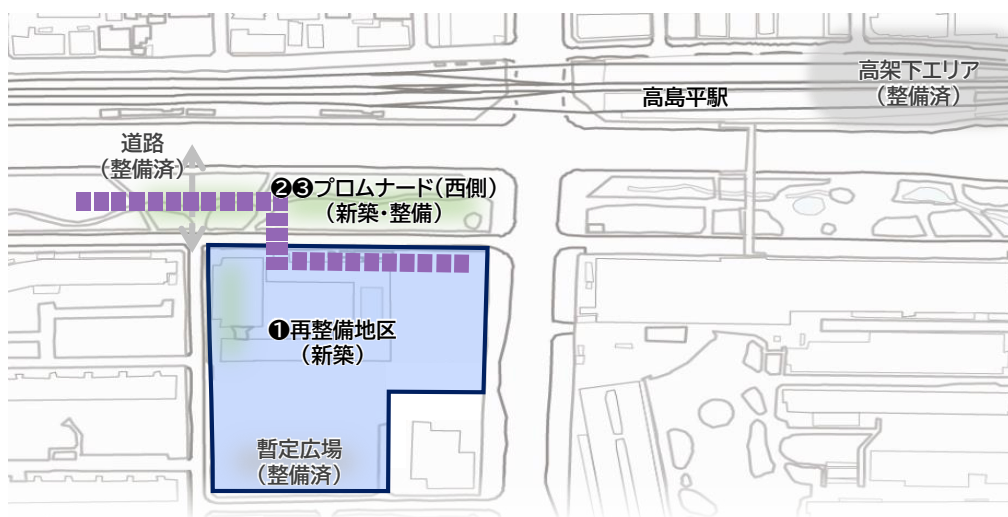 高架下エリア
（整備済）
高島平駅
道路
（整備済）
❷❸プロムナード（西側）
（新築・整備）
❶再整備地区
（新築）
暫定広場
（整備済）